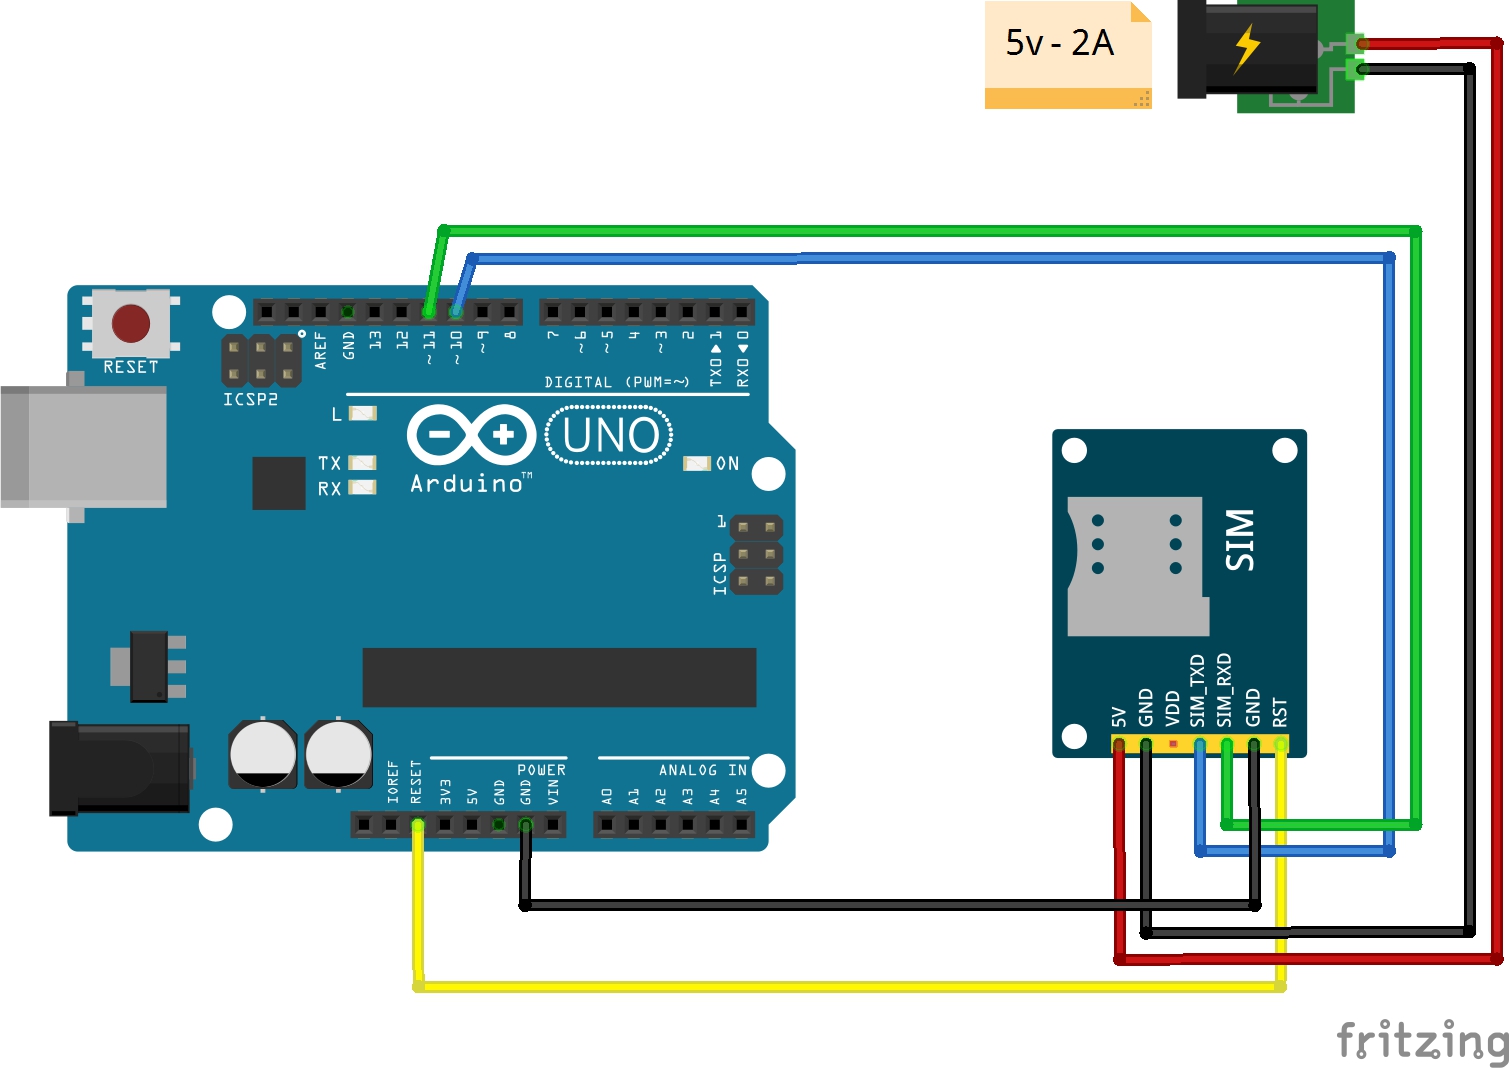 5v - 2A
RESET
ICSP2
AREF
GND
13
12
~11
~10
~9
8
7
~6
~5
4
~3
2
TX0▶1
RX0◀0
DIGITAL (PWM=~)
L
TX
RX
Arduino™
UNO
ON
1
ICSP
SIM
5V
GND
VDD
SIM_TXD
SIM_RXD
GND
RST
POWER
ANALOG IN
IOREF
RESET
3V3
5V
GND
GND
VIN
A0
A1
A2
A3
A4
A5
fritzing